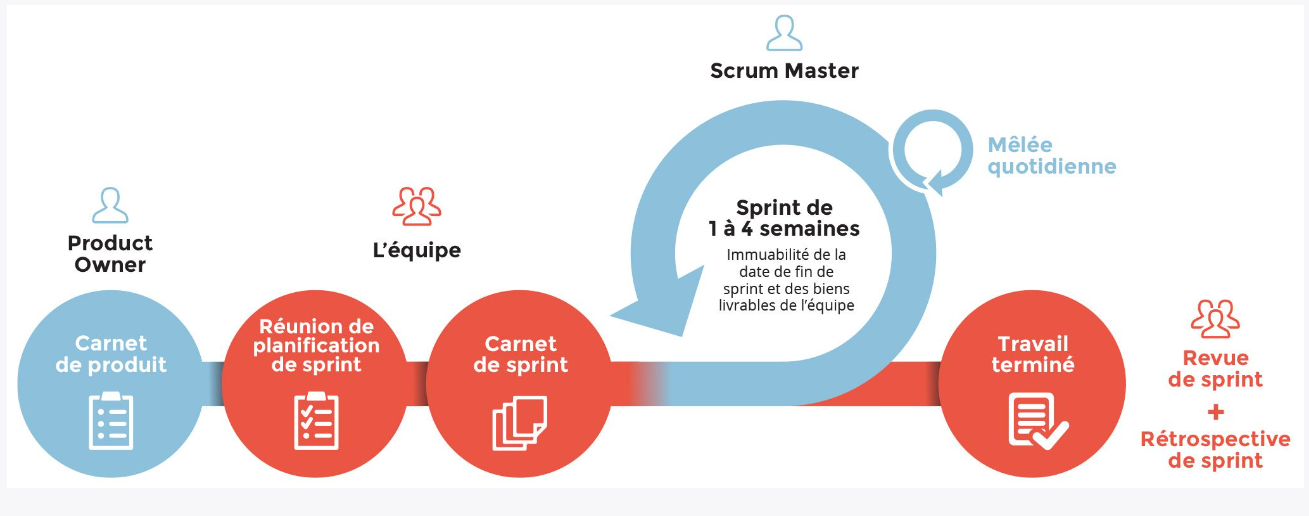 Scrum Master
Mêlée
quotidienne
Product
Owner
L'équipe
Sprint de
1 à 4 semaines
Immuabilité de la
date de fin de
sprint et des biens
livrables de l'équipe
Carnet
de produit
Réunion de
planification
de sprint
Carnet
de sprint
Travail
terminé
Revue
de sprint
+
Rétrospective
de sprint